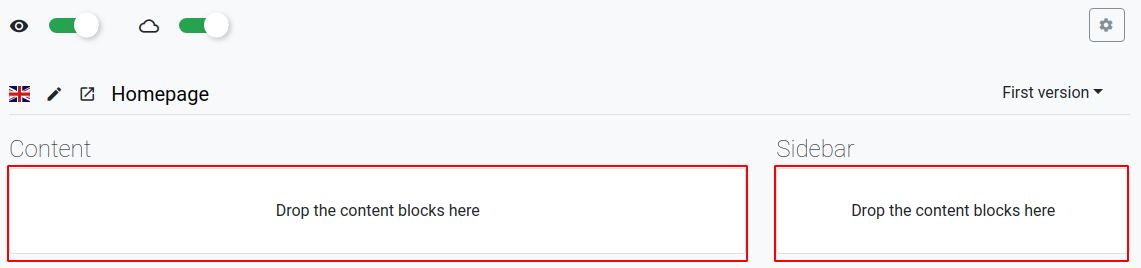 Homepage
First version
Content
Sidebar
Drop the content blocks here
Drop the content blocks here